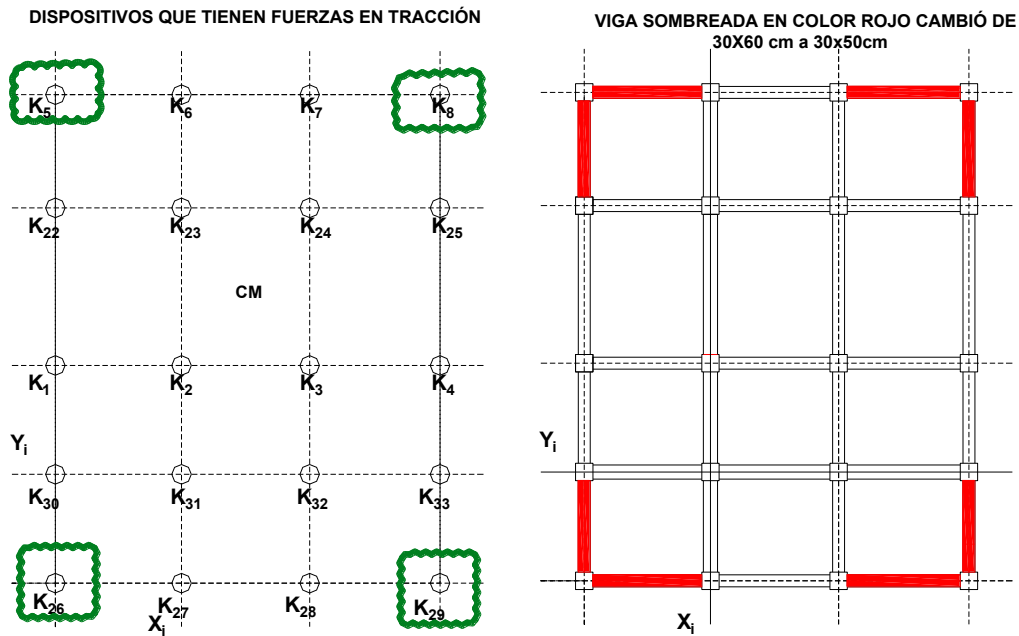 DISPOSITIVOS QUE TIENEN FUERZAS EN TRACCIÓN
K5 K6 K7 K8
K22 K23 K24 K25
CM
K1 K2 K3 K4
Yi
K30 K31 K32 K33
K26 K27 K28 K29
Xi
VIGA SOMBREADA EN COLOR ROJO CAMBIÓ DE
30X60 cm a 30x50cm
Yi
Xi